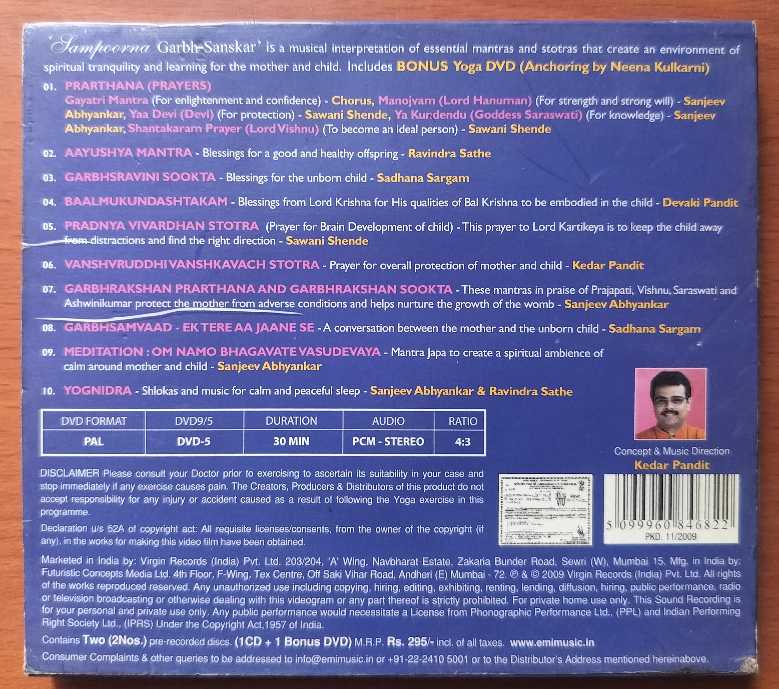 'Sampoorna Garbh-Sanskar' is a musical interpretation of essential mantras and stotras that create an environment of
spiritual tranquility and learning for the mother and child. Includes BONUS Yoga DVD (Anchoring by Neena Kulkarni)
01. PRARTHANA (PRAYERS)
Gayatri Mantra (For enlightenment and confidence) - Chorus, Manojvam (Lord Hanuman) (For strength and strong will) - Sanjeev
Abhyankar, Yaa Devi (Devi) (For protection) - Sawani Shende, Ya Kundendu (Goddess Saraswati) (For knowledge) - Sanjeev
Abhyankar, Shantakaram Prayer (Lord Vishnu) (To become an ideal person) - Sawani Shende
02. AAYUSHYA MANTRA - Blessings for a good and healthy offspring - Ravindra Sathe
03. GARBHSRAVINI SOOKTA - Blessings for the unborn child - Sadhana Sargam
04. BAALMUKUNDASHTAKAM - Blessings from Lord Krishna for His qualities of Bal Krishna to be embodied in the child - Devaki Pandit
05. PRADNYA VIVARDHAN STOTRA (Prayer for Brain Development of child) - This prayer to Lord Kartikeya is to keep the child away
from distractions and find the right direction - Sawani Shende
06. VANSHVRUDDHI VANSHKAVACH STOTRA - Prayer for overall protection of mother and child - Kedar Pandit
07. GARBHRAKSHAN PRARTHANA AND GARBHRAKSHAN SOOKTA - These mantras in praise of Prajapati, Vishnu, Saraswati and
Ashwinikumar protect the mother from adverse conditions and helps nurture the growth of the womb - Sanjeev Abhyankar
08. GARBHSAMVAAD - EK TERE AA JAANE SE - A conversation between the mother and the unborn child - Sadhana Sargam
09. MEDITATION : OM NAMO BHAGAVATE VASUDEVAYA - Mantra Japa to create a spiritual ambience of
calm around mother and child - Sanjeev Abhyankar
10. YOGNIDRA - Shlokas and music for calm and peaceful sleep - Sanjeev Abhyankar & Ravindra Sathe
DVD FORMAT DVD9/5 DURATION AUDIO RATIO
PAL DVD-5 30 MIN PCM - STEREO 4:3
Concept & Music Direction
Kedar Pandit
DISCLAIMER Please consult your Doctor prior to exercising to ascertain its suitability in your case and
stop immediately if any exercise causes pain. The Creators, Producers & Distributors of this product do not
accept responsibility for any injury or accident caused as a result of following the Yoga exercise in this
programme.
Declaration u/s 52A of copyright act: All requisite licenses/consents, from the owner of the copyright (if
any), in the works for making this video film have been obtained.
5 099960 846822
PKD. 11/2009
Marketed in India by: Virgin Records (India) Pvt. Ltd. 203/204, 'A' Wing, Navbharat Estate, Zakaria Bunder Road, Sewri (W), Mumbai 15. Mfg. in India by:
Futuristic Concepts Media Ltd. 4th Floor, F-Wing, Tex Centre, Off Saki Vihar Road, Andheri (E) Mumbai - 72. ℗ & © 2009 Virgin Records (India) Pvt. Ltd. All rights
of the works reproduced reserved. Any unauthorized use including copying, hiring, editing, exhibiting, renting, lending, diffusion, hiring, public performance, radio
or television broadcasting or otherwise dealing with this videogram or any part thereof is strictly prohibited. For private home use only. This Sound Recording is
for your personal and private use only. Any public performance would necessitate a License from Phonographic Performance Ltd., (PPL) and Indian Performing
Right Society Ltd., (IPRS) Under the Copyright Act,1957 of India.
Contains Two (2Nos.) pre-recorded discs. (1CD + 1 Bonus DVD) M.R.P. Rs. 295/- incl. of all taxes. www.emimusic.in
Consumer Complaints & other queries to be addressed to info@emimusic.in or +91-22-2410 5001 or to the Distributor's Address mentioned hereinabove.